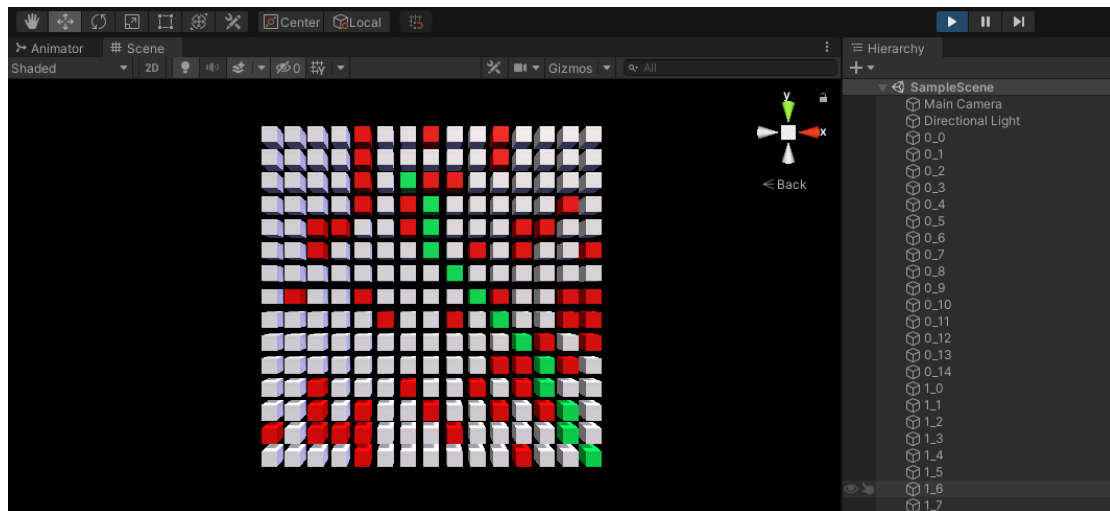 Center Local
Animator Scene
Hierarchy
Shaded 2D 0 Gizmos All
SampleScene
Main Camera
Directional Light
0_0
0_1
0_2
0_3
0_4
0_5
0_6
0_7
0_8
0_9
0_10
0_11
0_12
0_13
0_14
1_0
1_1
1_2
1_3
1_4
1_5
1_6
1_7
y
x
Back